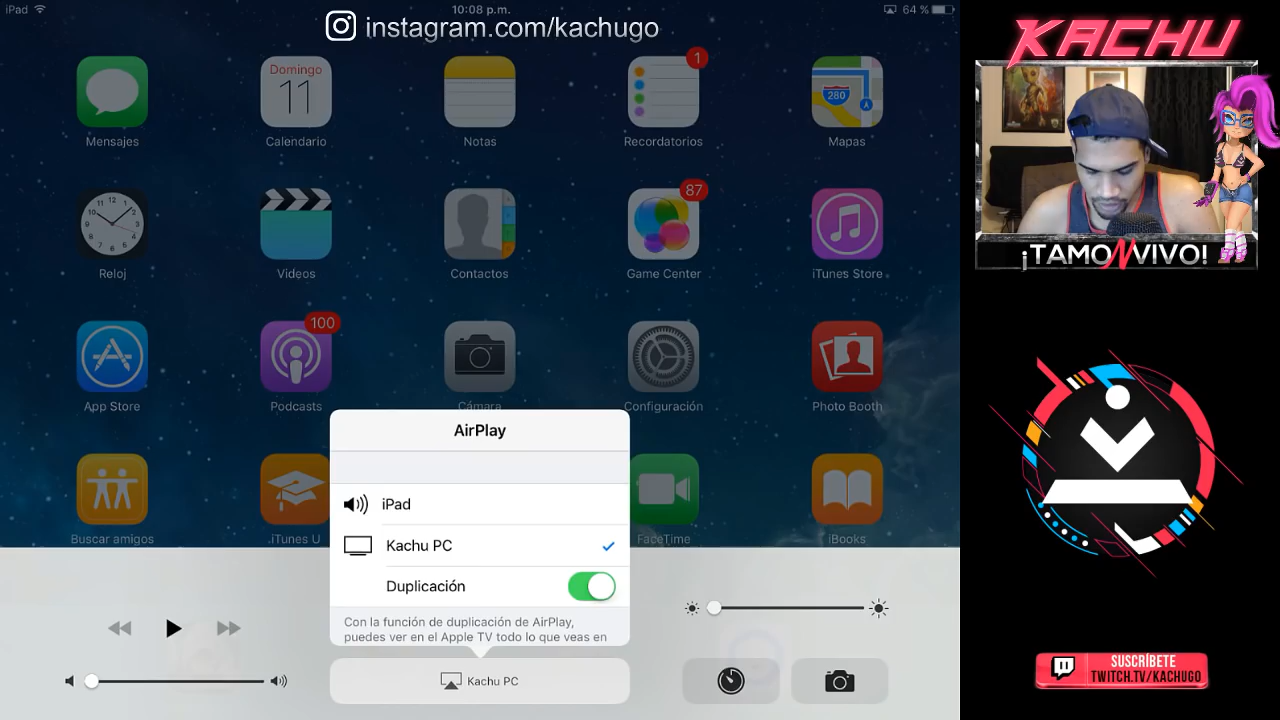 iPad
10:08 p.m.
64 %
instagram.com/kachugo
KACHU
Domingo
11
1
280
Mensajes
Calendario
Notas
Recordatorios
Mapas
87
Reloj
Videos
Contactos
Game Center
iTunes Store
¡TAMONVIVO!
100
App Store
Podcasts
Cámara
Configuración
Photo Booth
AirPlay
iPad
Kachu PC
Duplicación
Con la función de duplicación de AirPlay,
puedes ver en el Apple TV todo lo que veas en
Buscar amigos
iTunes U
FaceTime
iBooks
Kachu PC
SUSCRÍBETE
TWITCH.TV/KACHUGO